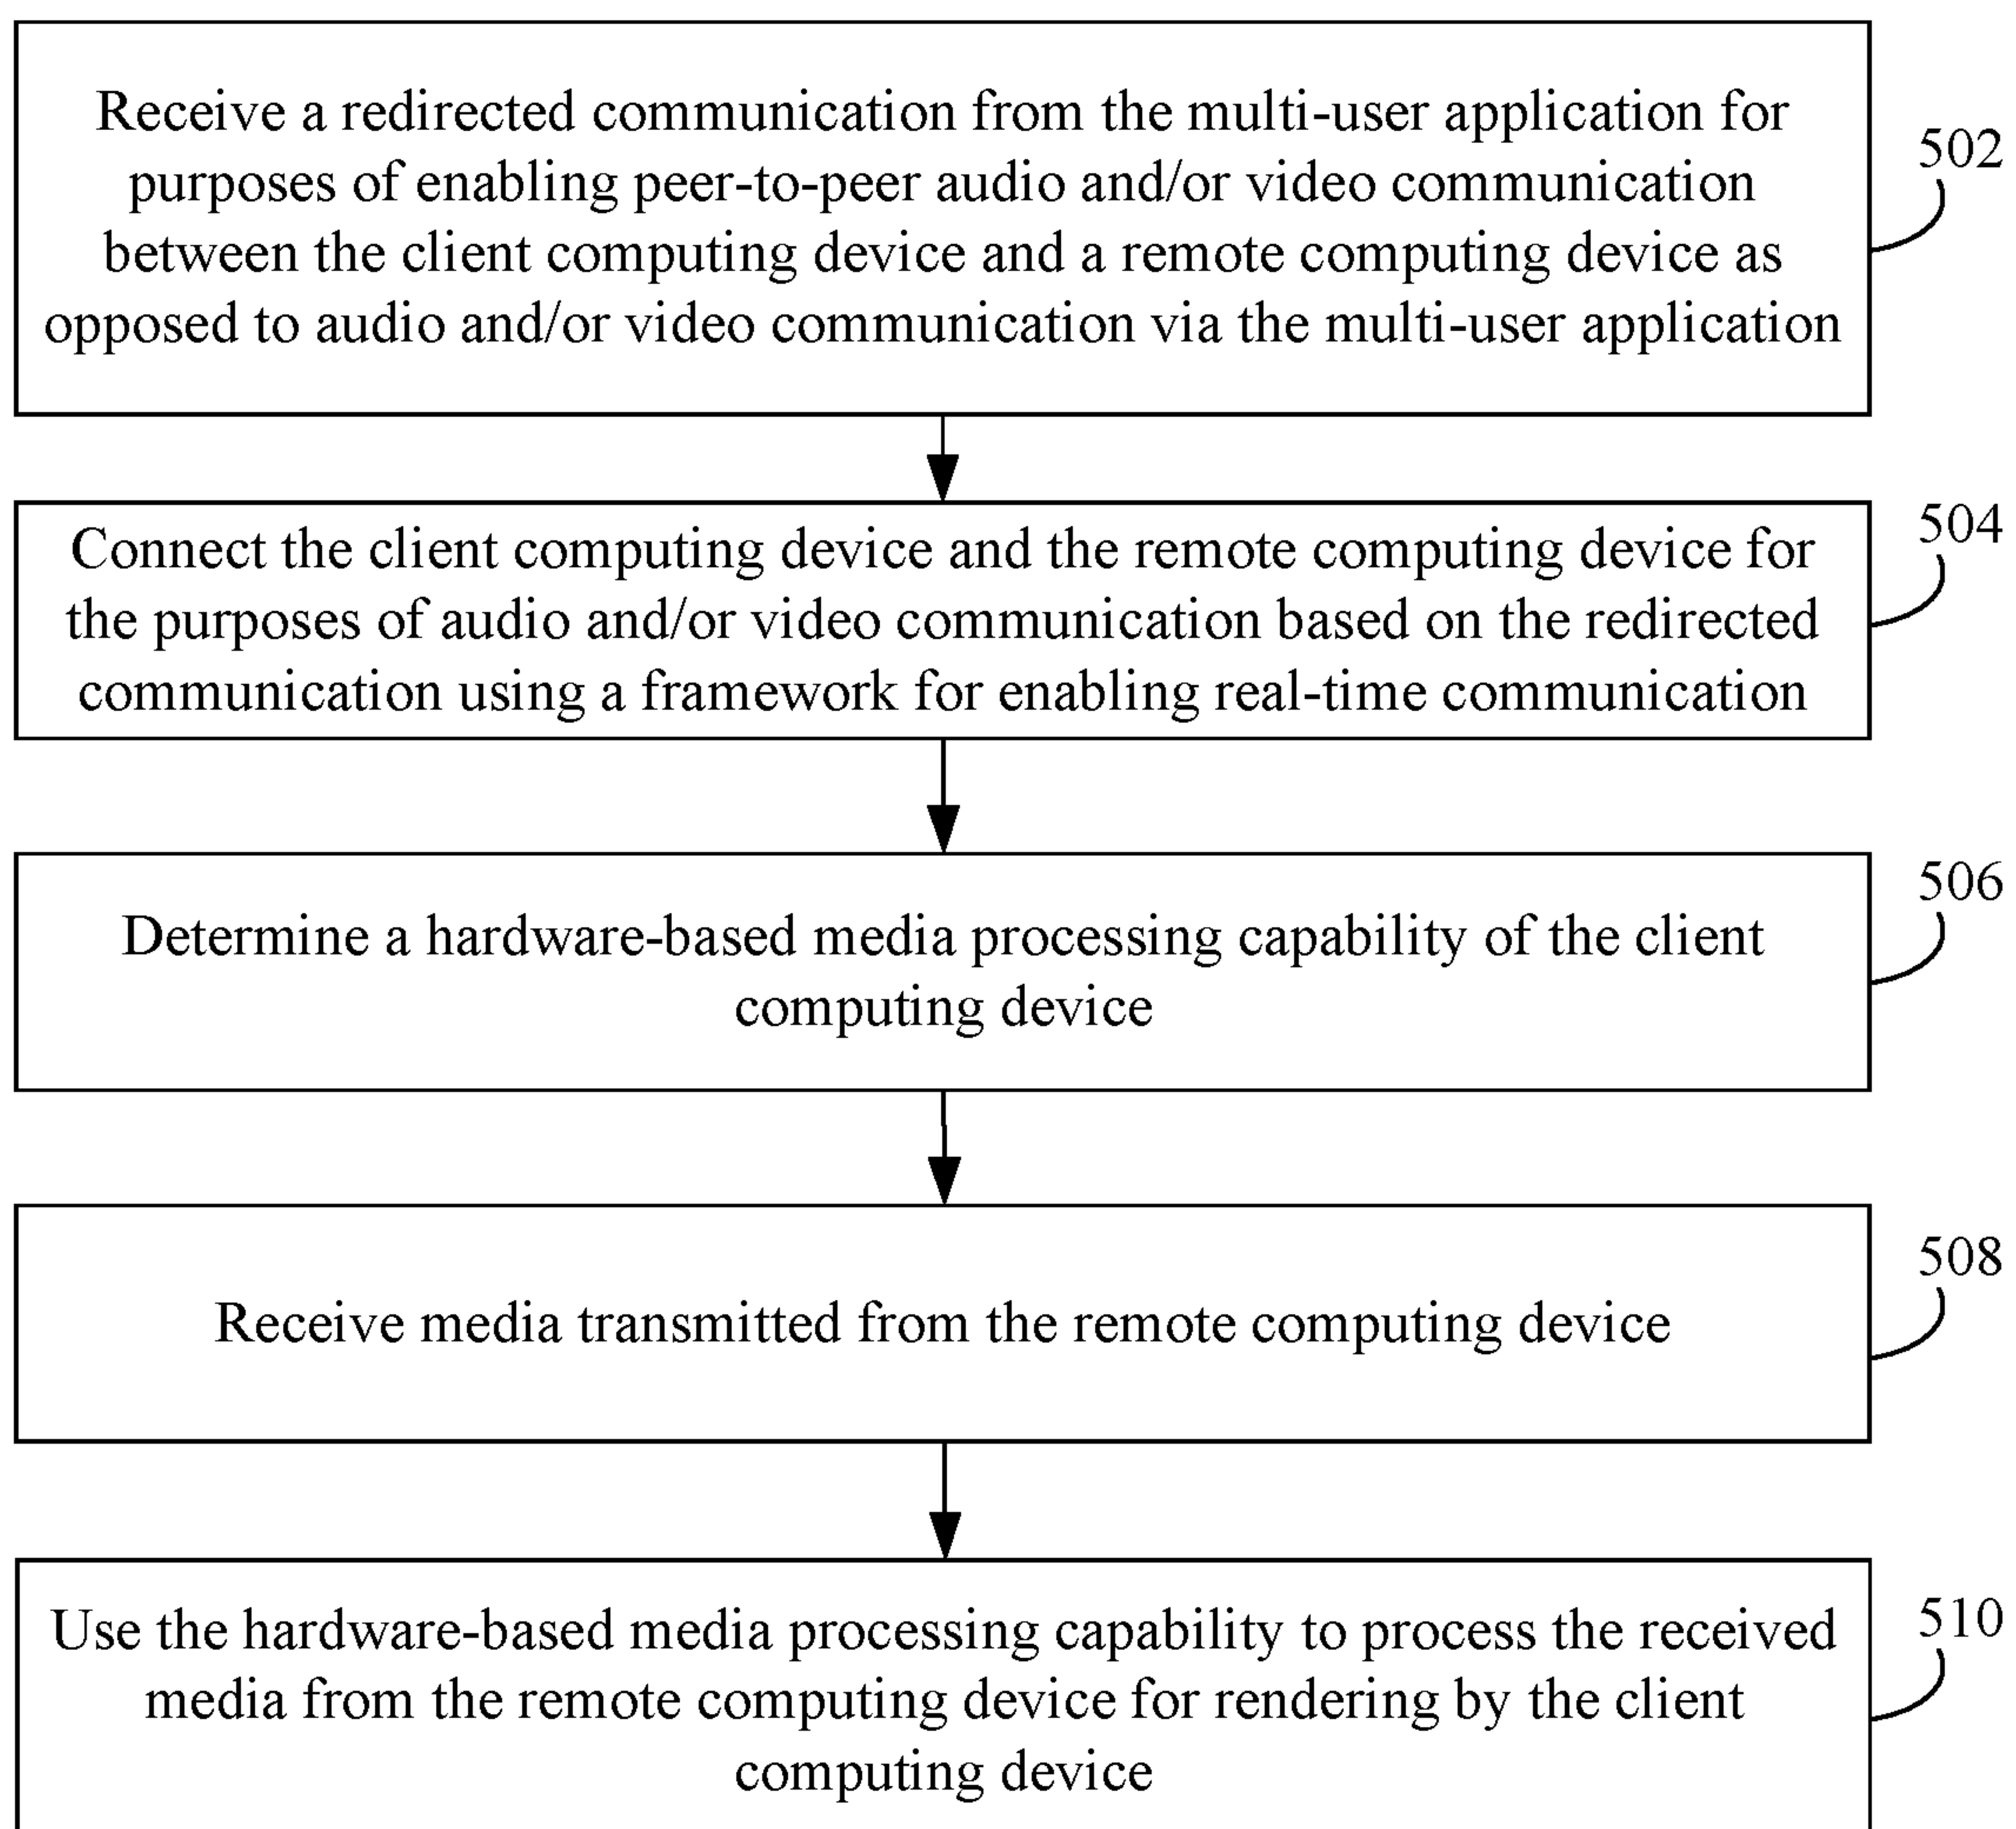 Receive a redirected communication from the multi-user application for
purposes of enabling peer-to-peer audio and/or video communication
between the client computing device and a remote computing device as
opposed to audio and/or video communication via the multi-user application
502
Connect the client computing device and the remote computing device for
the purposes of audio and/or video communication based on the redirected
communication using a framework for enabling real-time communication
504
Determine a hardware-based media processing capability of the client
computing device
506
Receive media transmitted from the remote computing device
508
Use the hardware-based media processing capability to process the received
media from the remote computing device for rendering by the client
computing device
510